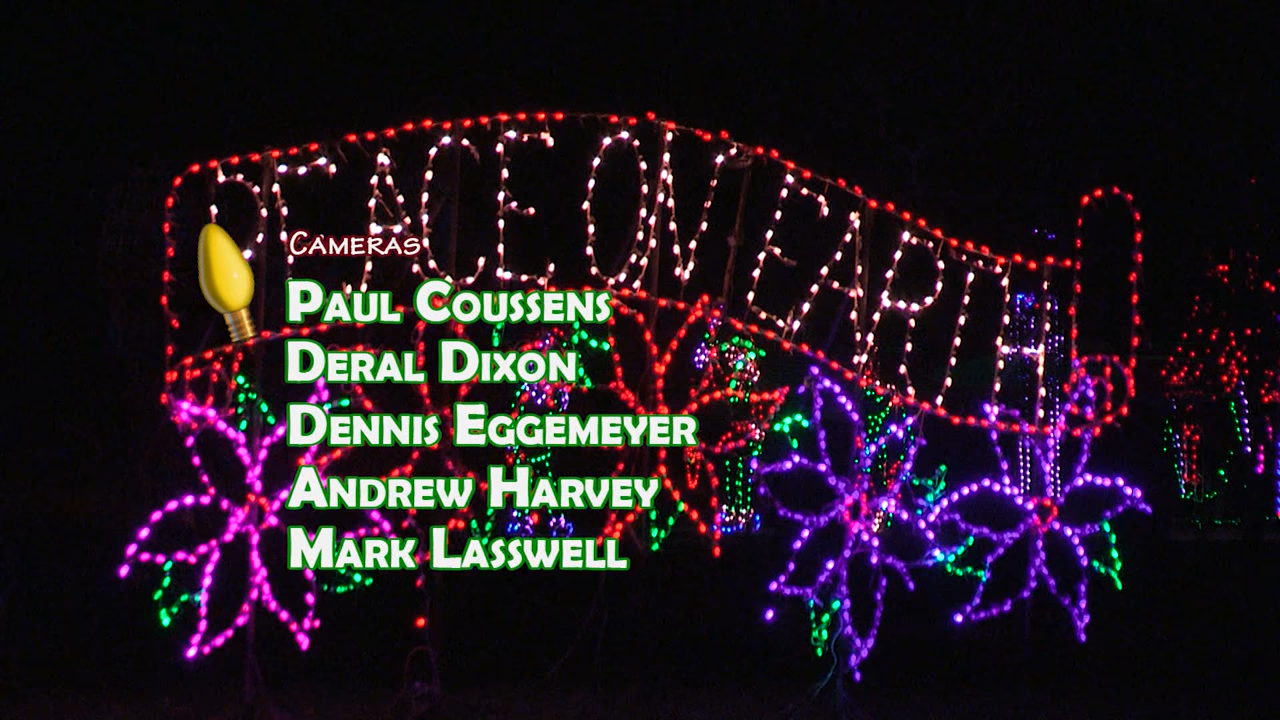 PEACE ON EARTH
CAMERAS
PAUL COUSSENS
DERAL DIXON
DENNIS EGGEMEYER
ANDREW HARVEY
MARK LASSWELL